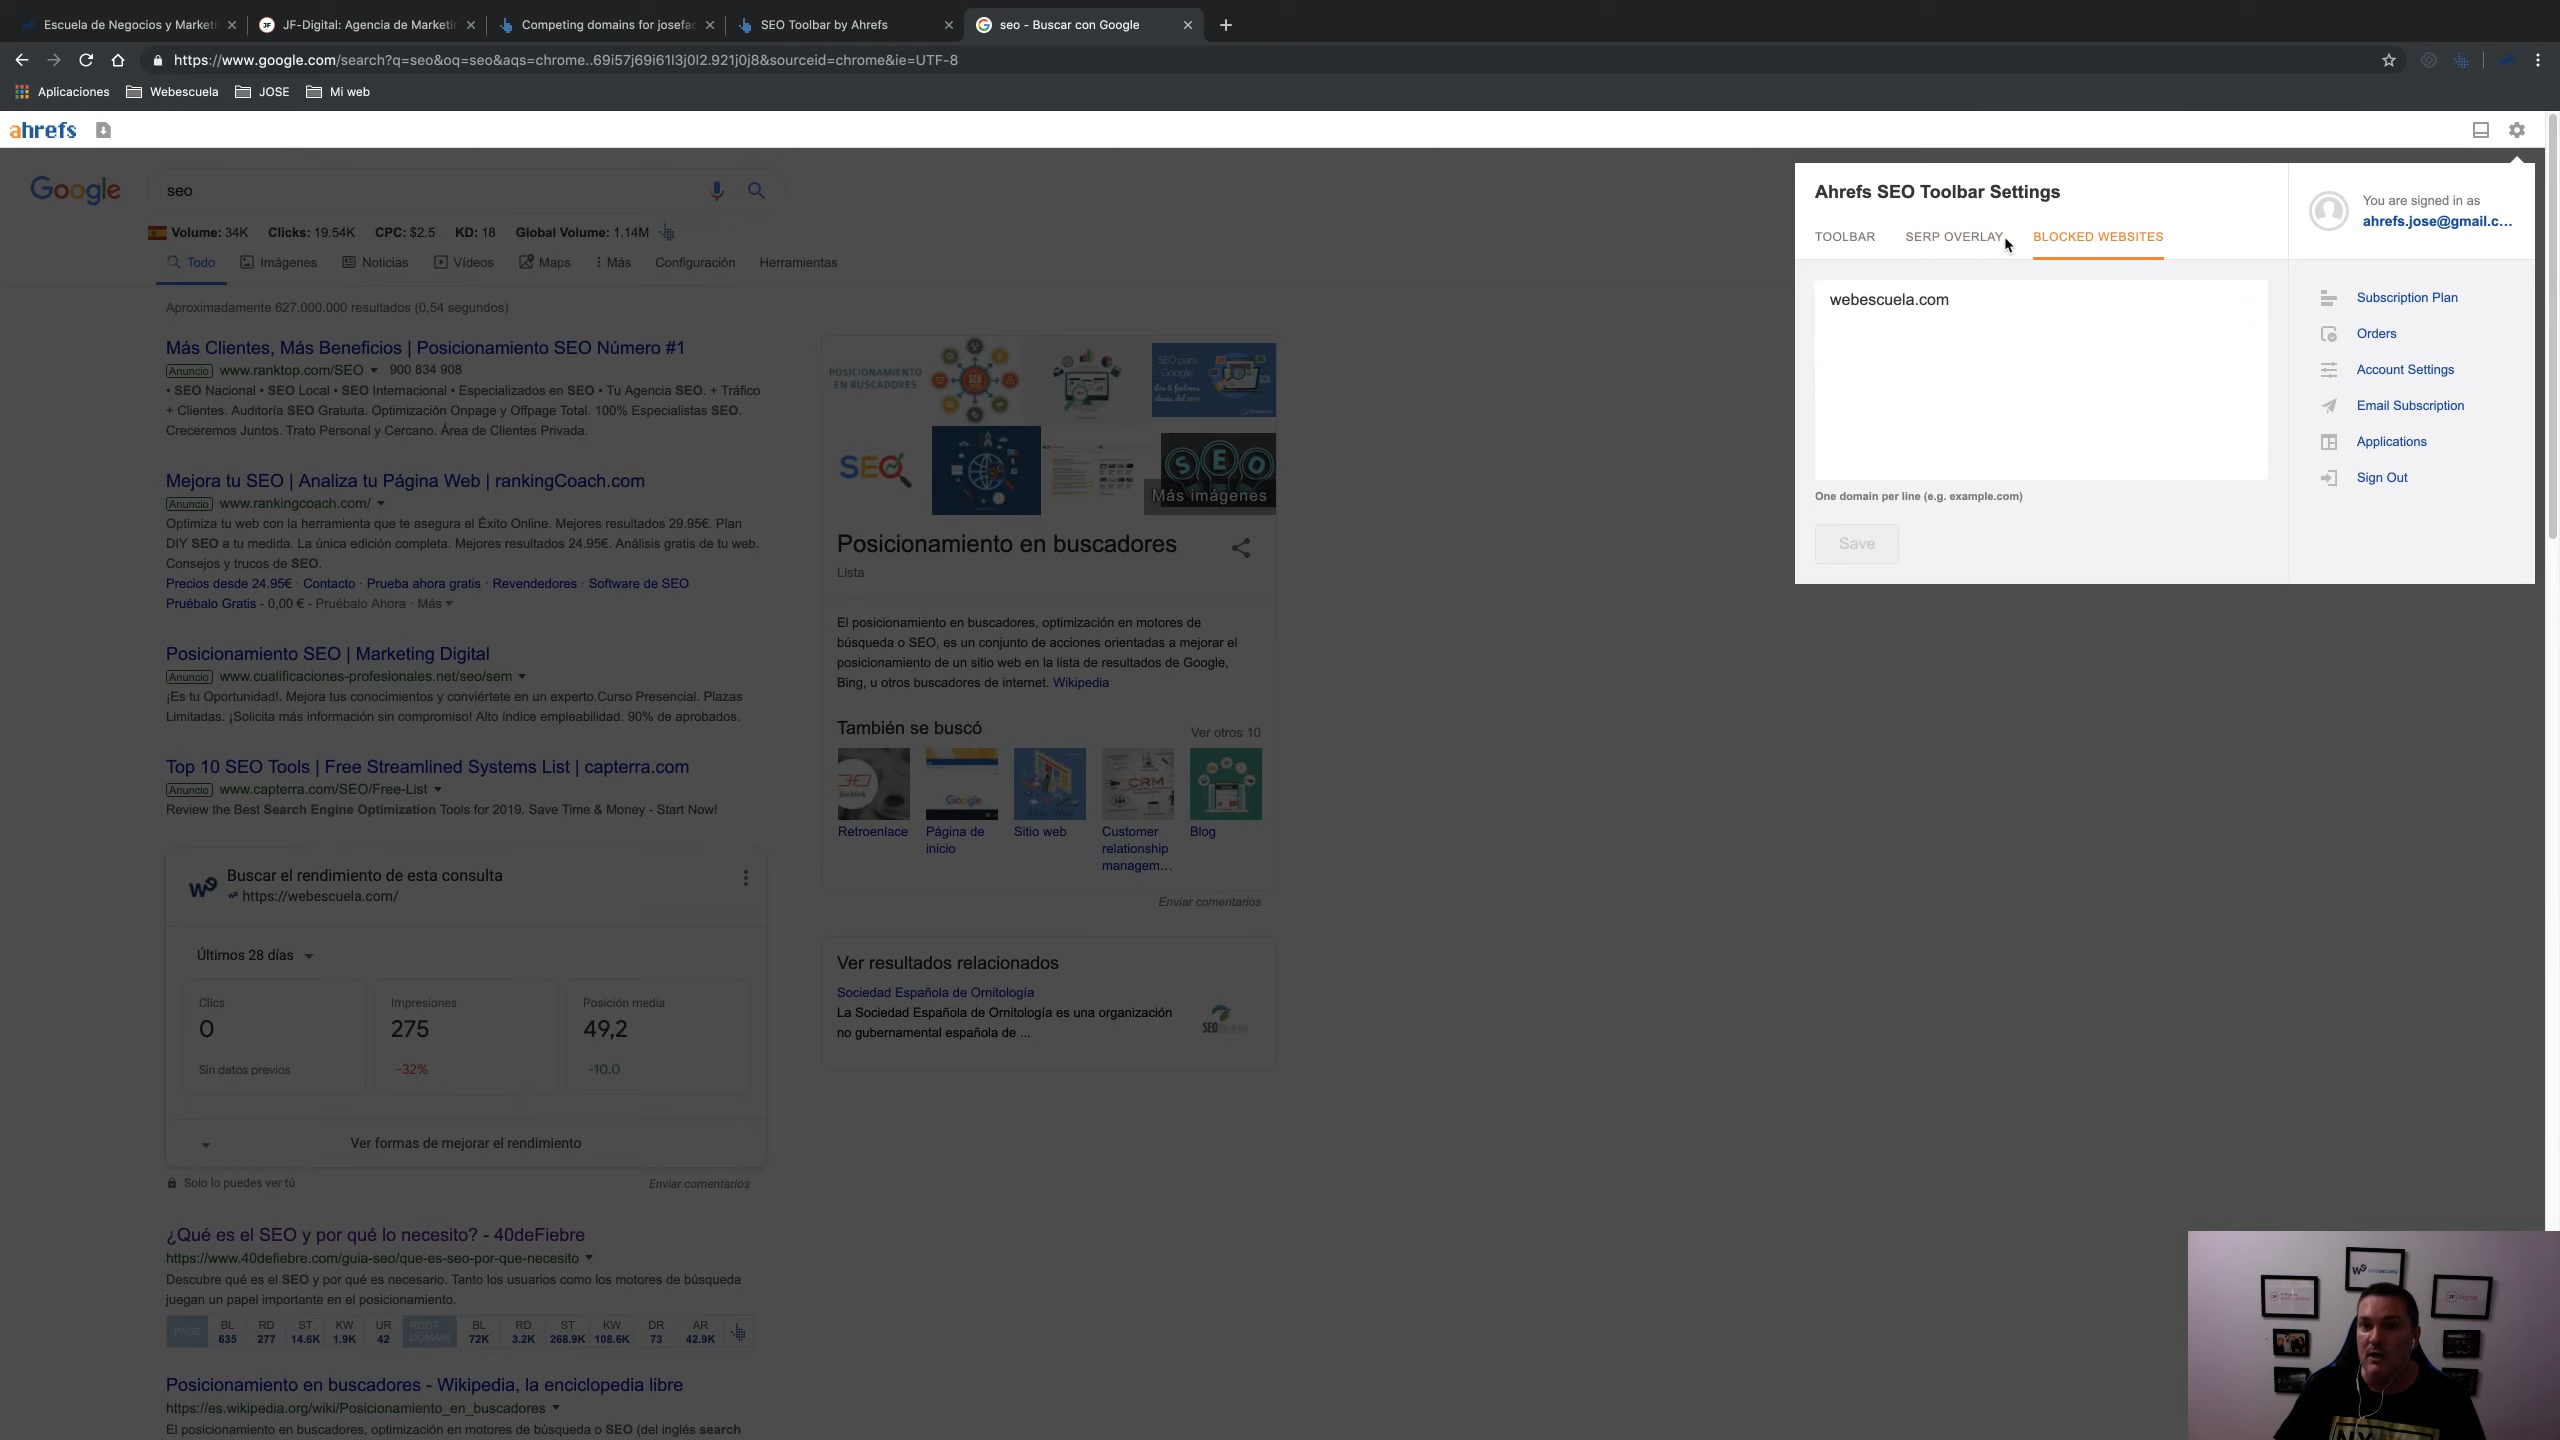 Escuela de Negocios y Marketi
JF-Digital: Agencia de Marketin
Competing domains for josefac
SEO Toolbar by Ahrefs
seo - Buscar con Google
https://www.google.com/search?q=seo&oq=seo&aqs=chrome..69i57j69i61l3j0l2.921j0j8&sourceid=chrome&ie=UTF-8
Aplicaciones Webescuela JOSE Mi web
ahrefs
Google
seo
Volume: 34K Clicks: 19.54K CPC: $2.5 KD: 18 Global Volume: 1.14M
Todo Imágenes Noticias Vídeos Maps Más Configuración Herramientas
Aproximadamente 627.000.000 resultados (0,54 segundos)
Más Clientes, Más Beneficios | Posicionamiento SEO Número #1
Anuncio www.ranktop.com/SEO 900 834 908
• SEO Nacional • SEO Local • SEO Internacional • Especializados en SEO • Tu Agencia SEO. + Tráfico
+ Clientes. Auditoría SEO Gratuita. Optimización Onpage y Offpage Total. 100% Especialistas SEO.
Creceremos Juntos. Trato Personal y Cercano. Área de Clientes Privada.
Mejora tu SEO | Analiza tu Página Web | rankingCoach.com
Anuncio www.rankingcoach.com/
Optimiza tu web con la herramienta que te asegura el Éxito Online. Mejores resultados 29.95€. Plan
DIY SEO a tu medida. La única edición completa. Mejores resultados 24.95€. Análisis gratis de tu web.
Consejos y trucos de SEO.
Precios desde 24.95€ · Contacto · Prueba ahora gratis · Revendedores · Software de SEO
Pruébalo Gratis - 0,00 € - Pruébalo Ahora · Más
Posicionamiento SEO | Marketing Digital
Anuncio www.cualificaciones-profesionales.net/seo/sem
¡Es tu Oportunidad!. Mejora tus conocimientos y conviértete en un experto.Curso Presencial. Plazas
Limitadas. ¡Solicita más información sin compromiso! Alto índice empleabilidad. 90% de aprobados.
Top 10 SEO Tools | Free Streamlined Systems List | capterra.com
Anuncio www.capterra.com/SEO/Free-List
Review the Best Search Engine Optimization Tools for 2019. Save Time & Money - Start Now!
Buscar el rendimiento de esta consulta
https://webescuela.com/
Últimos 28 días
Clics Impresiones Posición media
0 275 49,2
Sin datos previos -32% -10.0
Ver formas de mejorar el rendimiento
Solo lo puedes ver tú Enviar comentarios
¿Qué es el SEO y por qué lo necesito? - 40deFiebre
https://www.40defiebre.com/guia-seo/que-es-seo-por-que-necesito
Descubre qué es el SEO y por qué es necesario. Tanto los usuarios como los motores de búsqueda
juegan un papel importante en el posicionamiento.
PAGE BL RD ST KW UR ROOT DOMAIN BL RD ST KW DR AR
635 277 14.6K 1.9K 42 72K 3.2K 268.9K 108.6K 73 42.9K
Posicionamiento en buscadores - Wikipedia, la enciclopedia libre
https://es.wikipedia.org/wiki/Posicionamiento_en_buscadores
El posicionamiento en buscadores, optimización en motores de búsqueda o SEO (del inglés search
POSICIONAMIENTO
EN BUSCADORES
SEO para
Google
SEO
SEO
Más imágenes
Posicionamiento en buscadores
Lista
El posicionamiento en buscadores, optimización en motores de
búsqueda o SEO, es un conjunto de acciones orientadas a mejorar el
posicionamiento de un sitio web en la lista de resultados de Google,
Bing, u otros buscadores de internet. Wikipedia
También se buscó Ver otros 10
Google
CRM
Retroenlace Página de Sitio web Customer Blog
inicio relationship
managem...
Enviar comentarios
Ver resultados relacionados
Sociedad Española de Ornitología
La Sociedad Española de Ornitología es una organización
no gubernamental española de ...
Ahrefs SEO Toolbar Settings
TOOLBAR SERP OVERLAY BLOCKED WEBSITES
webescuela.com
One domain per line (e.g. example.com)
Save
You are signed in as
ahrefs.jose@gmail.c...
Subscription Plan
Orders
Account Settings
Email Subscription
Applications
Sign Out